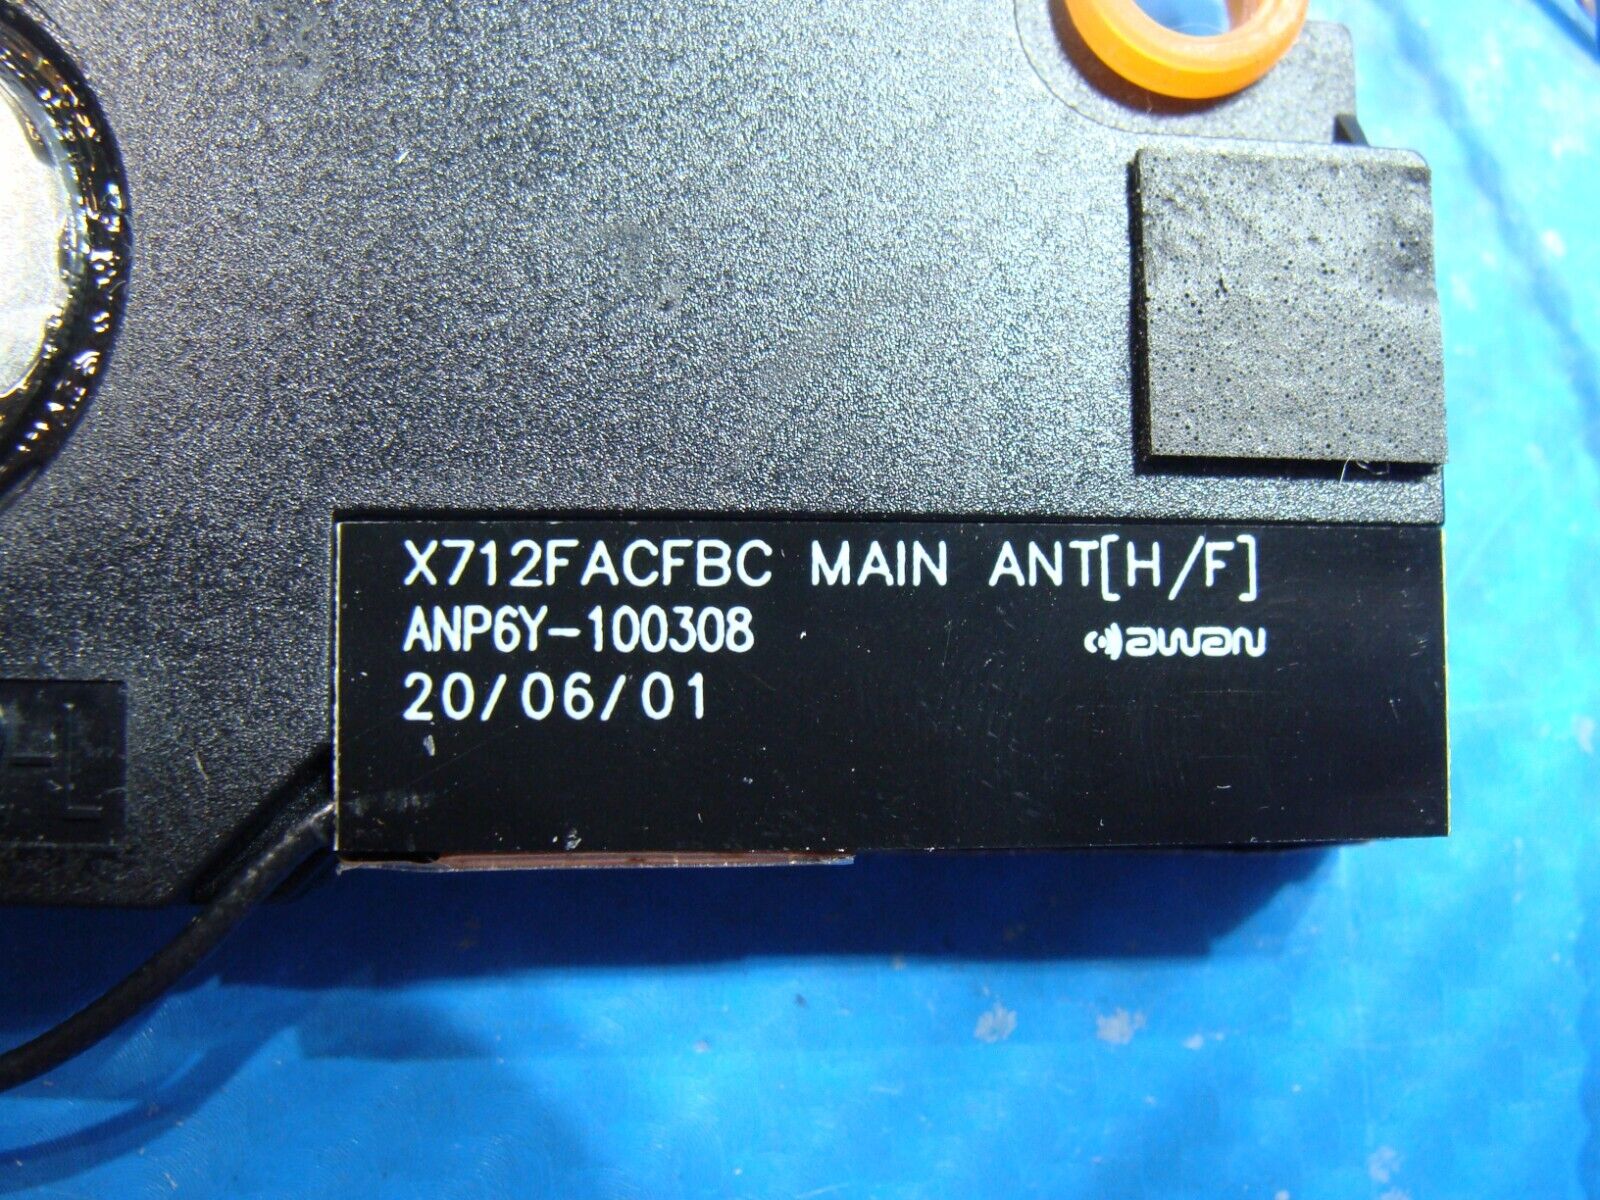 X712FACFBC MAIN ANT[H/F]
ANP6Y-100308
awan
20/06/01